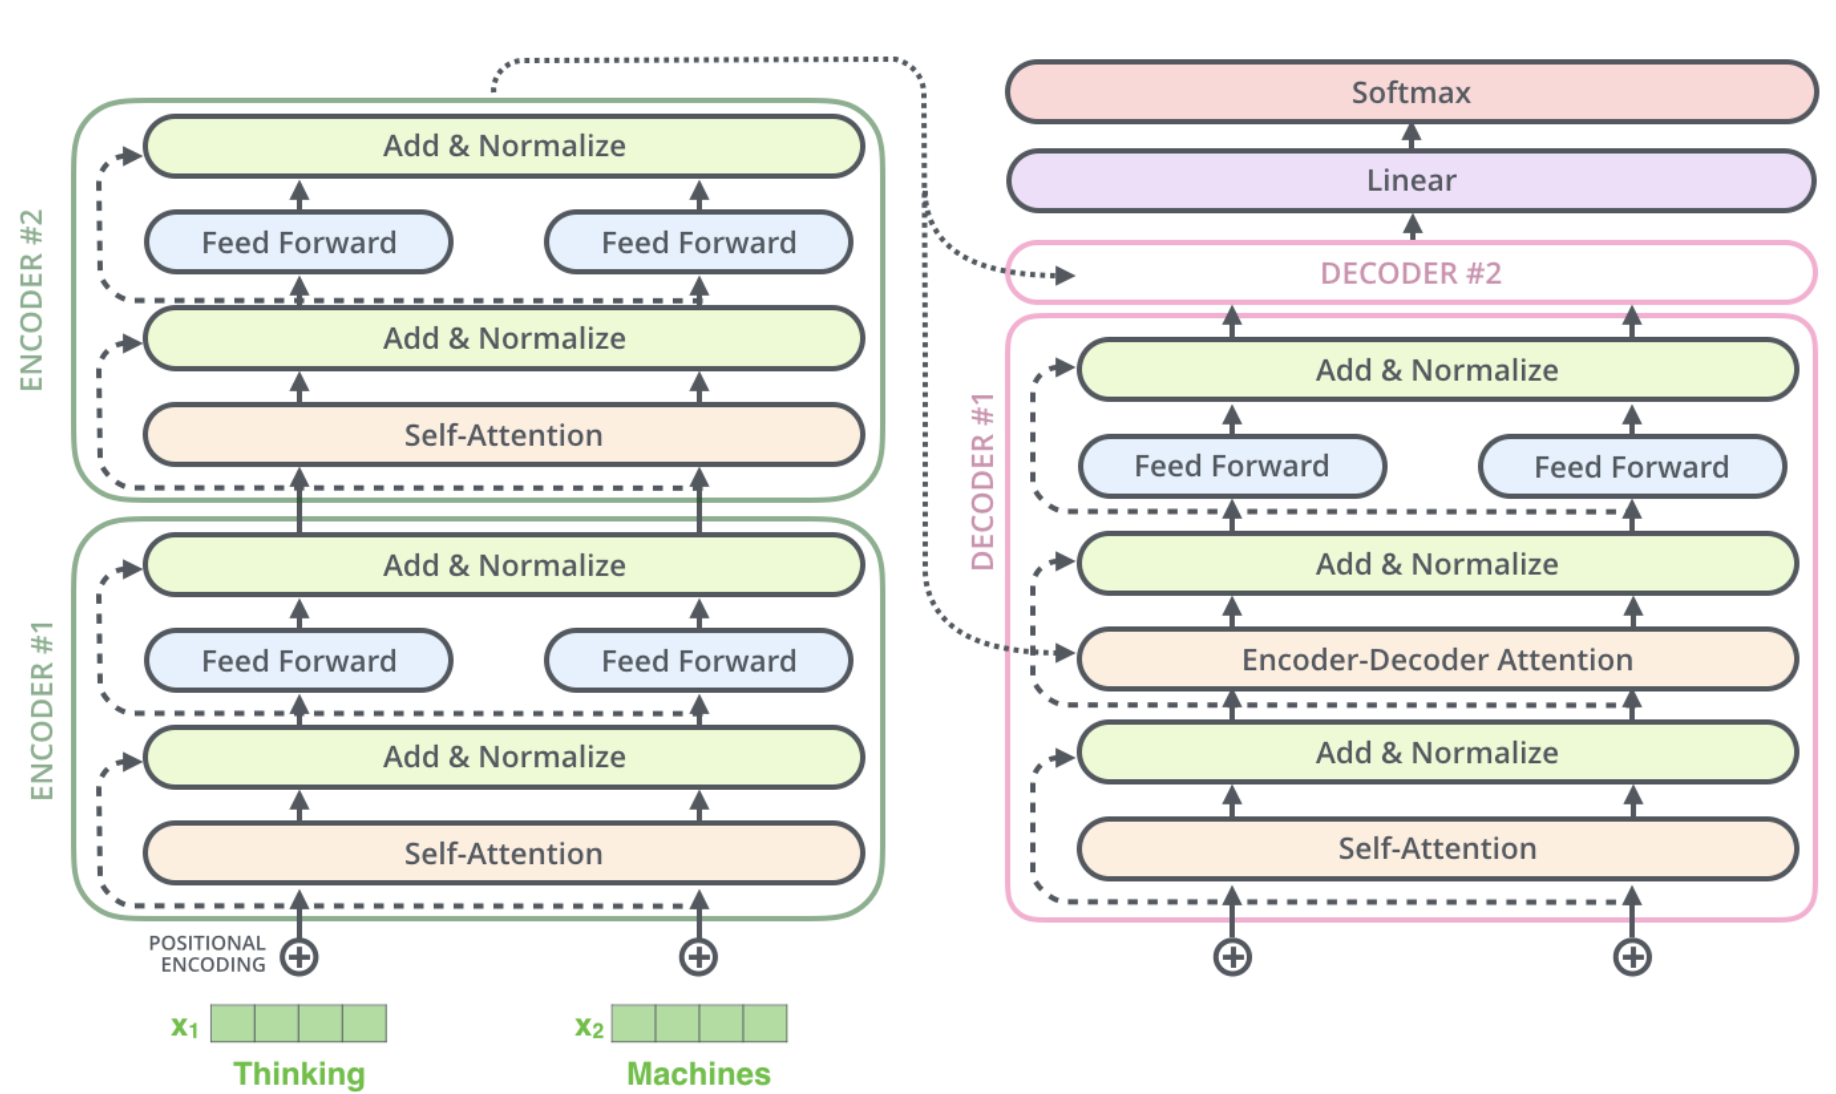 ENCODER #2
Add & Normalize
Feed Forward
Feed Forward
Add & Normalize
Self-Attention
ENCODER #1
Add & Normalize
Feed Forward
Feed Forward
Add & Normalize
Self-Attention
POSITIONAL
ENCODING
x₁
x₂
Thinking
Machines
Softmax
Linear
DECODER #2
DECODER #1
Add & Normalize
Feed Forward
Feed Forward
Add & Normalize
Encoder-Decoder Attention
Add & Normalize
Self-Attention